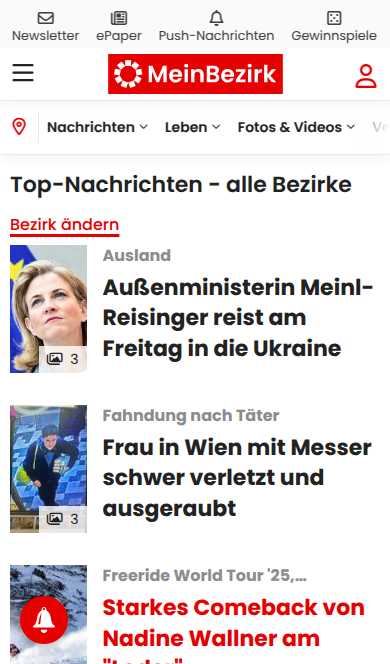 Newsletter ePaper Push-Nachrichten Gewinnspiele
MeinBezirk
Nachrichten Leben Fotos & Videos
Top-Nachrichten - alle Bezirke
Bezirk ändern
Ausland
Außenministerin Meinl-
Reisinger reist am
Freitag in die Ukraine
3
Fahndung nach Täter
Frau in Wien mit Messer
schwer verletzt und
ausgeraubt
3
Freeride World Tour '25,...
Starkes Comeback von
Nadine Wallner am